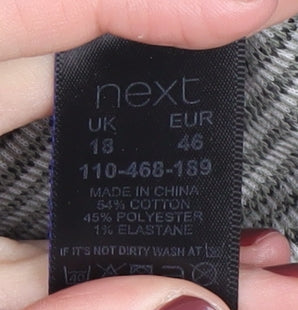 next
UK EUR
18 46
110-468-189
MADE IN CHINA
54% COTTON
45% POLYESTER
1% ELASTANE
IF IT'S NOT DIRTY WASH AT 30